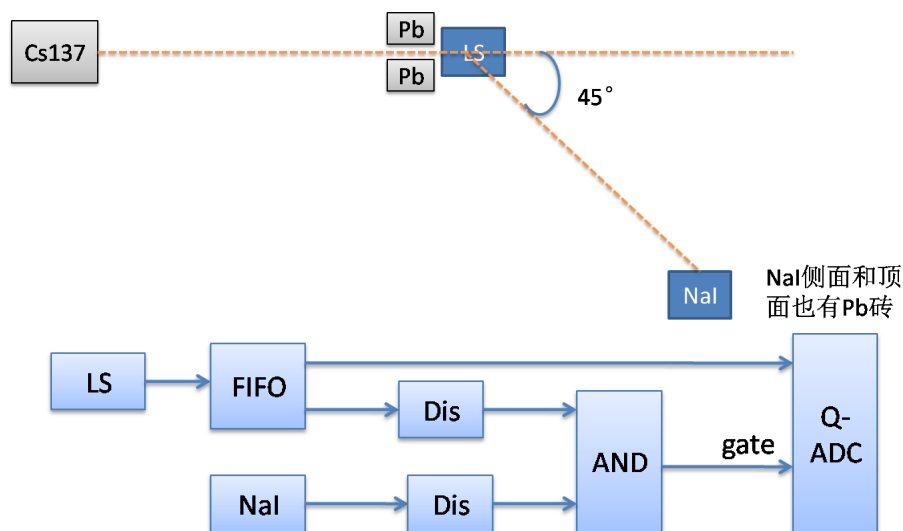 Cs137
Pb
LS
Pb
45°
NaI
NaI侧面和顶
面也有Pb砖
LS
FIFO
Dis
Q-
ADC
AND
gate
NaI
Dis